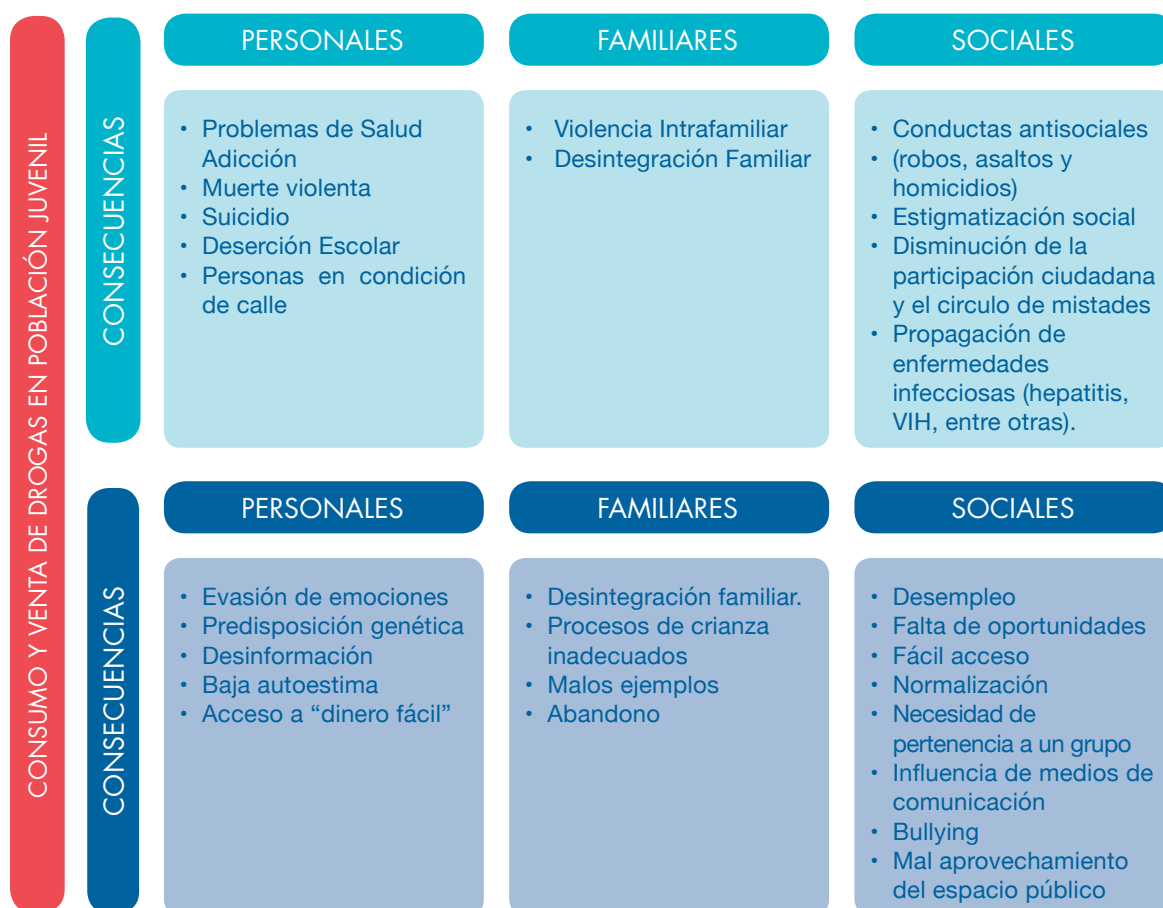 CONSUMO Y VENTA DE DROGAS EN POBLACIÓN JUVENIL
CONSECUENCIAS
PERSONALES
• Problemas de Salud
Adicción
• Muerte violenta
• Suicidio
• Deserción Escolar
• Personas en condición
de calle
FAMILIARES
• Violencia Intrafamiliar
• Desintegración Familiar
SOCIALES
• Conductas antisociales
• (robos, asaltos y
homicidios)
• Estigmatización social
• Disminución de la
participación ciudadana
y el circulo de mistades
• Propagación de
enfermedades
infecciosas (hepatitis,
VIH, entre otras).
CONSECUENCIAS
PERSONALES
• Evasión de emociones
• Predisposición genética
• Desinformación
• Baja autoestima
• Acceso a “dinero fácil”
FAMILIARES
• Desintegración familiar.
• Procesos de crianza
inadecuados
• Malos ejemplos
• Abandono
SOCIALES
• Desempleo
• Falta de oportunidades
• Fácil acceso
• Normalización
• Necesidad de
pertenencia a un grupo
• Influencia de medios de
comunicación
• Bullying
• Mal aprovechamiento
del espacio público